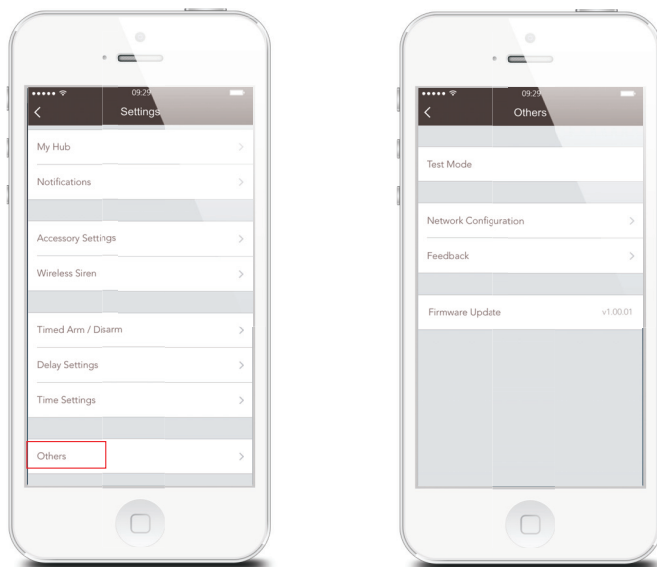 09:29
Settings
My Hub
Notifications
Accessory Settings
Wireless Siren
Timed Arm / Disarm
Delay Settings
Time Settings
Others
09:29
Others
Test Mode
Network Configuration
Feedback
Firmware Update v1.00.01